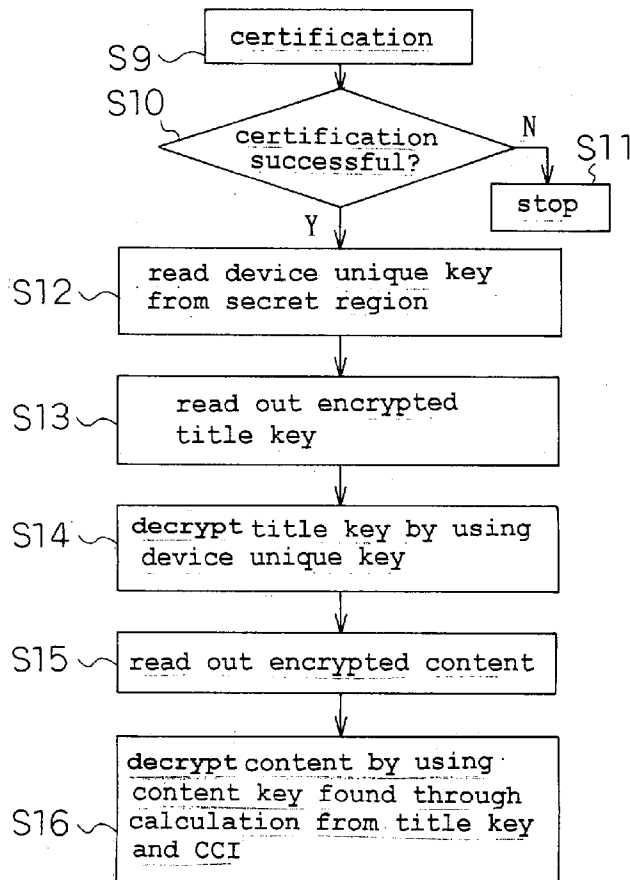 certification
S9
S10
certification
successful?
N
S11
stop
Y
S12
read device unique key
from secret region
S13
read out encrypted
title key
S14
decrypt title key by using
device unique key
S15
read out encrypted content
S16
decrypt content by using
content key found through
calculation from title key
and CCI